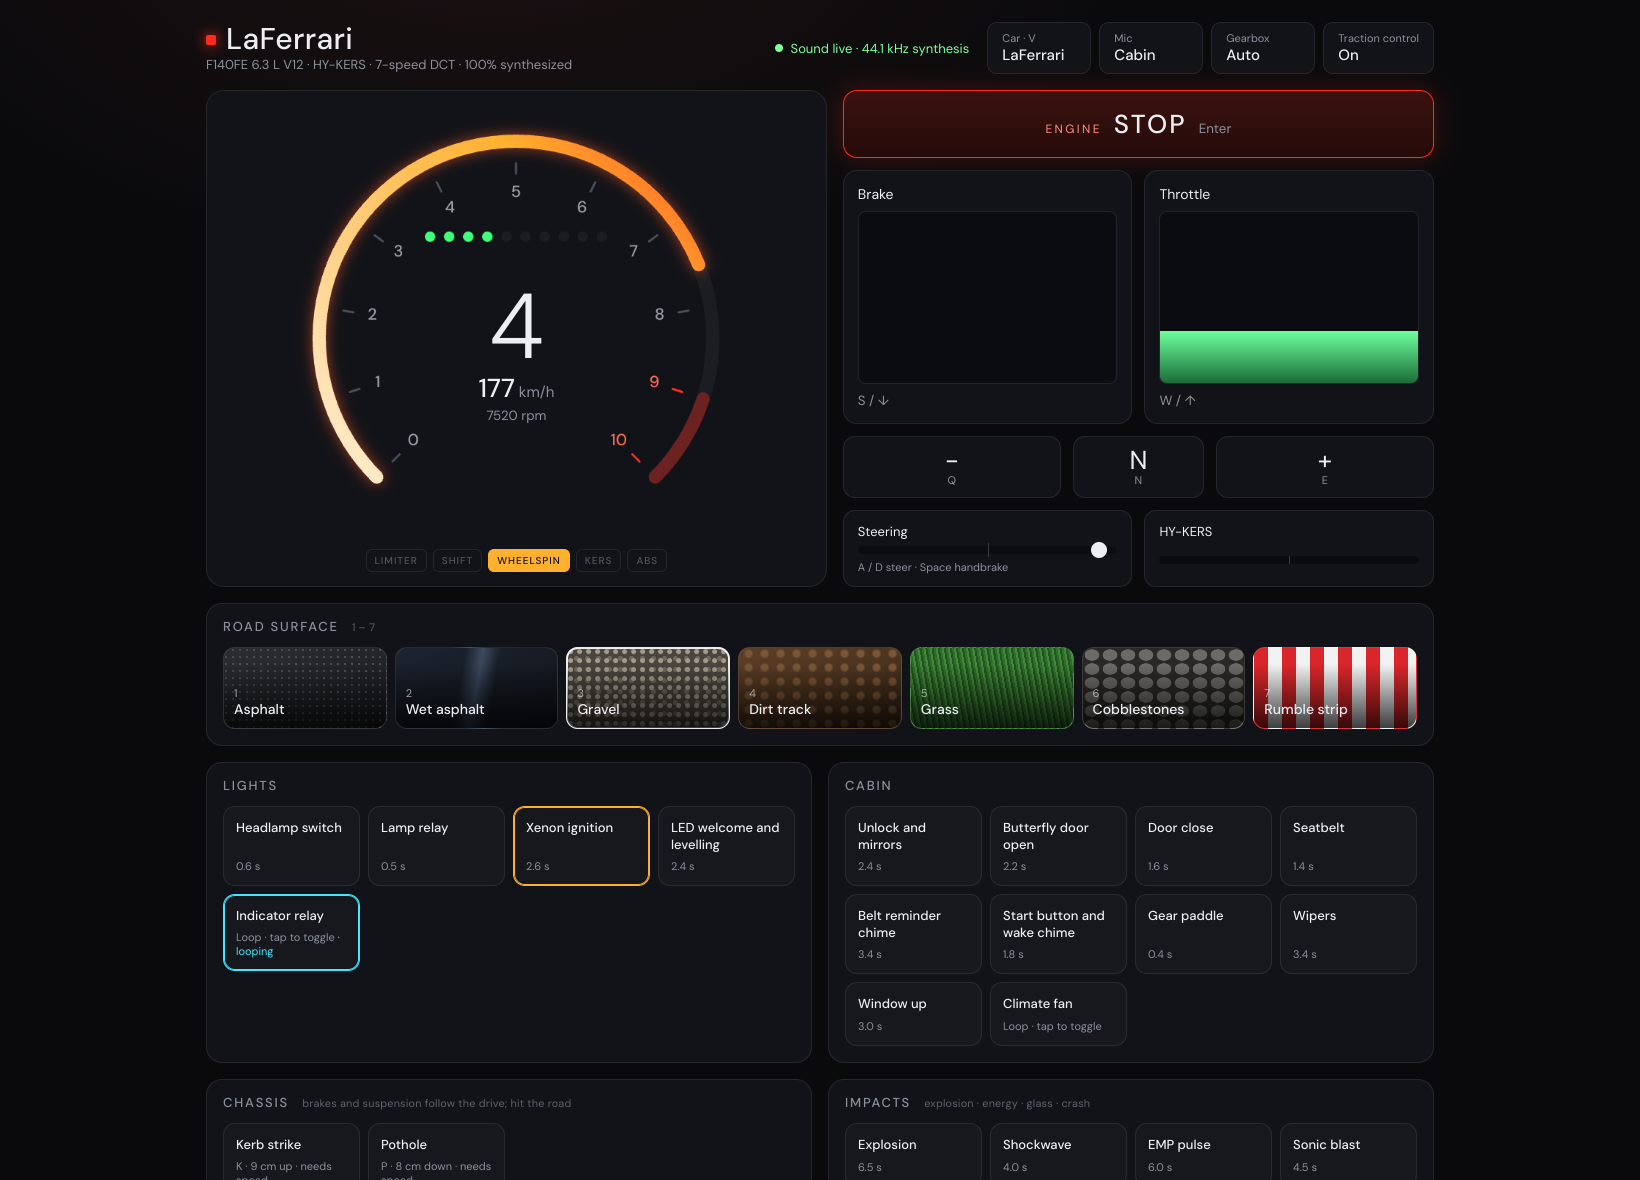 LaFerrari
F140FE 6.3 L V12 · HY-KERS · 7-speed DCT · 100% synthesized
Sound live · 44.1 kHz synthesis
Car · V
LaFerrari
Mic
Cabin
Gearbox
Auto
Traction control
On
0
1
2
3
4
5
6
7
8
9
10
4
177 km/h
7520 rpm
LIMITER
SHIFT
WHEELSPIN
KERS
ABS
ENGINE STOP Enter
Brake
S / ↓
Throttle
W / ↑
−
Q
N
N
+
E
Steering
A / D steer · Space handbrake
HY-KERS
ROAD SURFACE 1 – 7
1
Asphalt
2
Wet asphalt
3
Gravel
4
Dirt track
5
Grass
6
Cobblestones
7
Rumble strip
LIGHTS
Headlamp switch
0.6 s
Lamp relay
0.5 s
Xenon ignition
2.6 s
LED welcome and
levelling
2.4 s
Indicator relay
Loop · tap to toggle ·
looping
CABIN
Unlock and
mirrors
2.4 s
Butterfly door
open
2.2 s
Door close
1.6 s
Seatbelt
1.4 s
Belt reminder
chime
3.4 s
Start button and
wake chime
1.8 s
Gear paddle
0.4 s
Wipers
3.4 s
Window up
3.0 s
Climate fan
Loop · tap to toggle
CHASSIS brakes and suspension follow the drive; hit the road
Kerb strike
K · 9 cm up · needs
speed
Pothole
P · 8 cm down · needs
speed
IMPACTS explosion · energy · glass · crash
Explosion
6.5 s
Shockwave
4.0 s
EMP pulse
6.0 s
Sonic blast
4.5 s